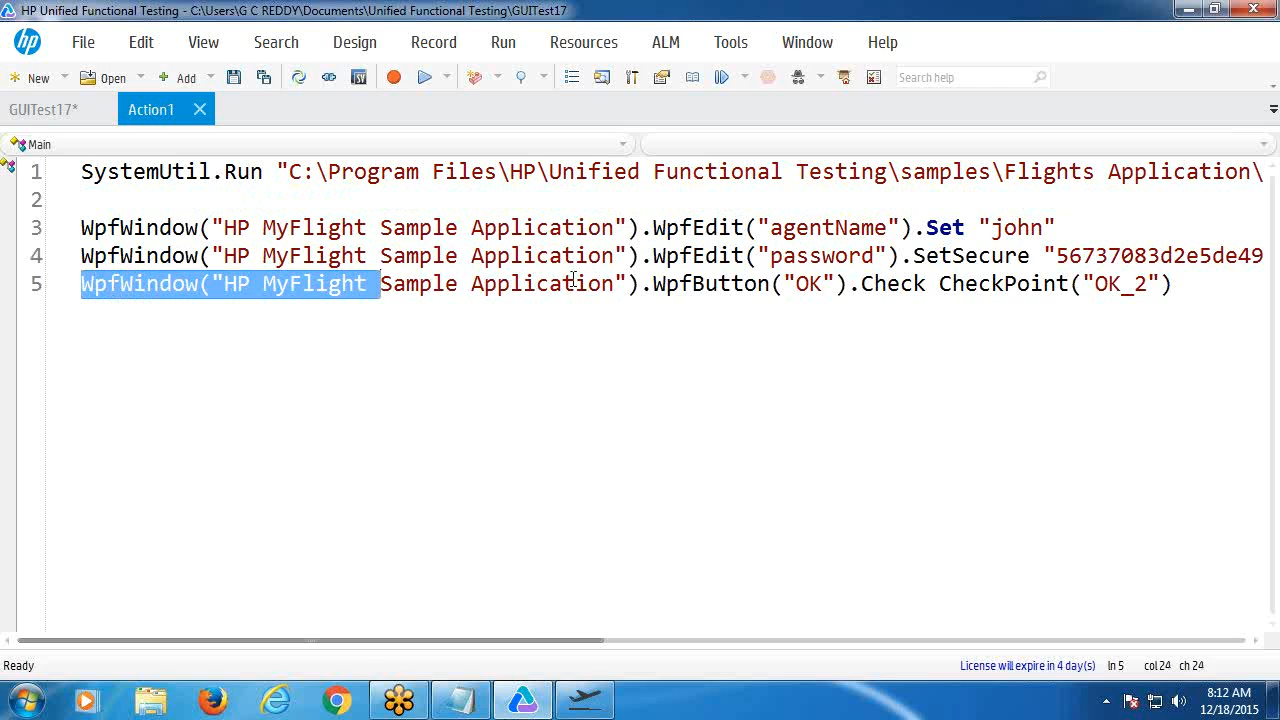 HP Unified Functional Testing - C:\Users\G C REDDY\Documents\Unified Functional Testing\GUITest17
hp File Edit View Search Design Record Run Resources ALM Tools Window Help
New Open Add Search help
GUITest17* Action1
Main
1 SystemUtil.Run "C:\Program Files\HP\Unified Functional Testing\samples\Flights Application\
2
3 WpfWindow("HP MyFlight Sample Application").WpfEdit("agentName").Set "john"
4 WpfWindow("HP MyFlight Sample Application").WpfEdit("password").SetSecure "56737083d2e5de49
5 WpfWindow("HP MyFlight Sample Application").WpfButton("OK").Check CheckPoint("OK_2")
Ready License will expire in 4 day(s) ln 5 col 24 ch 24
8:12 AM
12/18/2015